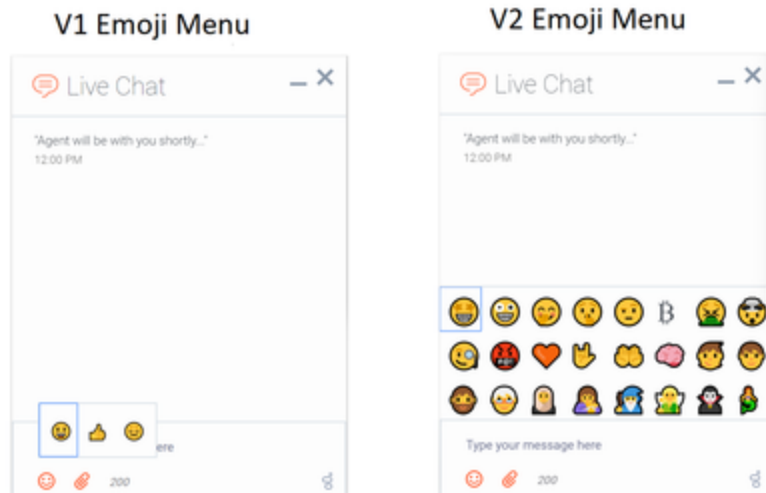 V1 Emoji Menu
Live Chat
"Agent will be with you shortly..."
12:00 PM
ere
200
V2 Emoji Menu
Live Chat
"Agent will be with you shortly..."
12:00 PM
Type your message here
200